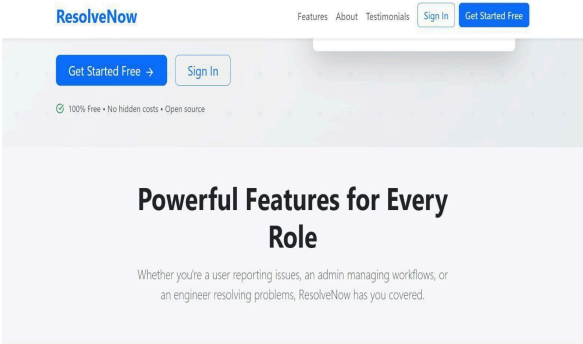 ResolveNow
Features About Testimonials Sign In Get Started Free
Get Started Free → Sign In
100% Free • No hidden costs • Open source
Powerful Features for Every
Role
Whether you're a user reporting issues, an admin managing workflows, or
an engineer resolving problems, ResolveNow has you covered.